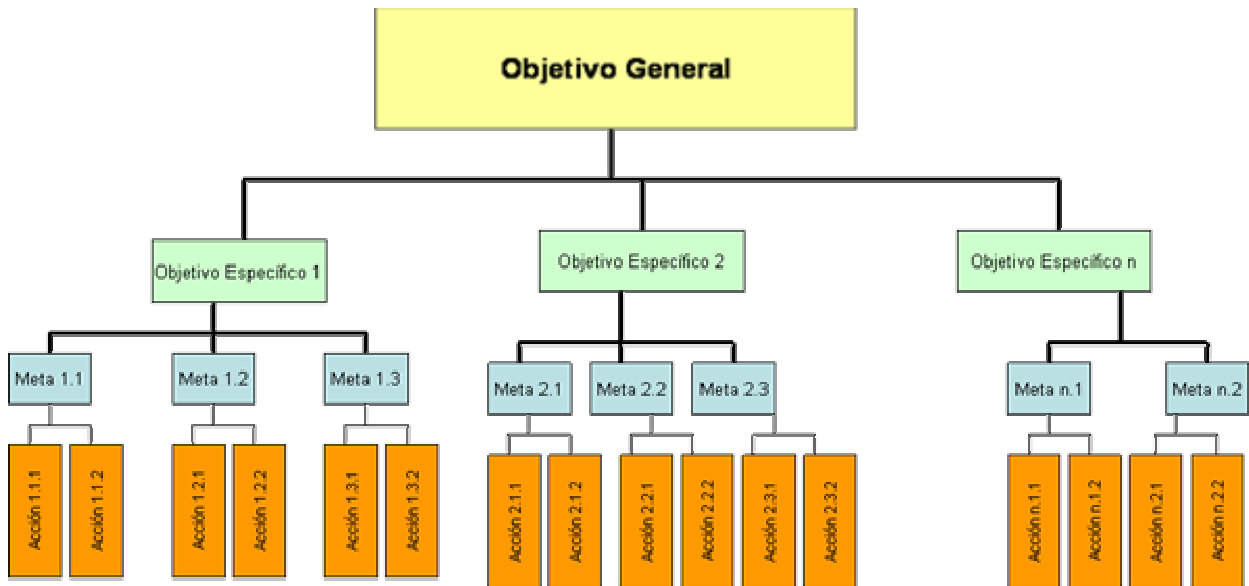 Objetivo General
Objetivo Específico 1
Objetivo Específico 2
Objetivo Específico n
Meta 1.1
Meta 1.2
Meta 1.3
Meta 2.1
Meta 2.2
Meta 2.3
Meta n.1
Meta n.2
Acción 1.1.1
Acción 1.1.2
Acción 1.2.1
Acción 1.2.2
Acción 1.3.1
Acción 1.3.2
Acción 2.1.1
Acción 2.1.2
Acción 2.2.1
Acción 2.2.2
Acción 2.3.1
Acción 2.3.2
Acción n.1.1
Acción n.1.2
Acción n.2.1
Acción n.2.2